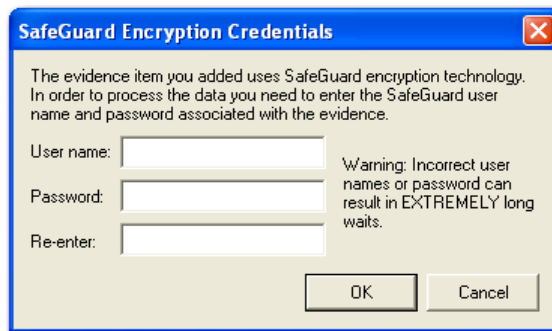 SafeGuard Encryption Credentials
The evidence item you added uses SafeGuard encryption technology.
In order to process the data you need to enter the SafeGuard user
name and password associated with the evidence.
User name:
Warning: Incorrect user
names or password can
result in EXTREMELY long
waits.
Password:
Re-enter:
OK
Cancel